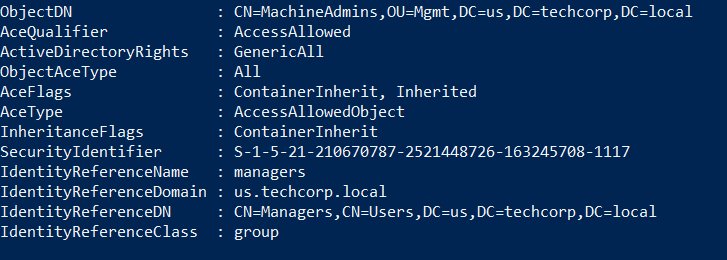 ObjectDN : CN=MachineAdmins,OU=Mgmt,DC=us,DC=techcorp,DC=local
AceQualifier : AccessAllowed
ActiveDirectoryRights : GenericAll
ObjectAceType : All
AceFlags : ContainerInherit, Inherited
AceType : AccessAllowedObject
InheritanceFlags : ContainerInherit
SecurityIdentifier : S-1-5-21-210670787-2521448726-163245708-1117
IdentityReferenceName : managers
IdentityReferenceDomain : us.techcorp.local
IdentityReferenceDN : CN=Managers,CN=Users,DC=us,DC=techcorp,DC=local
IdentityReferenceClass : group